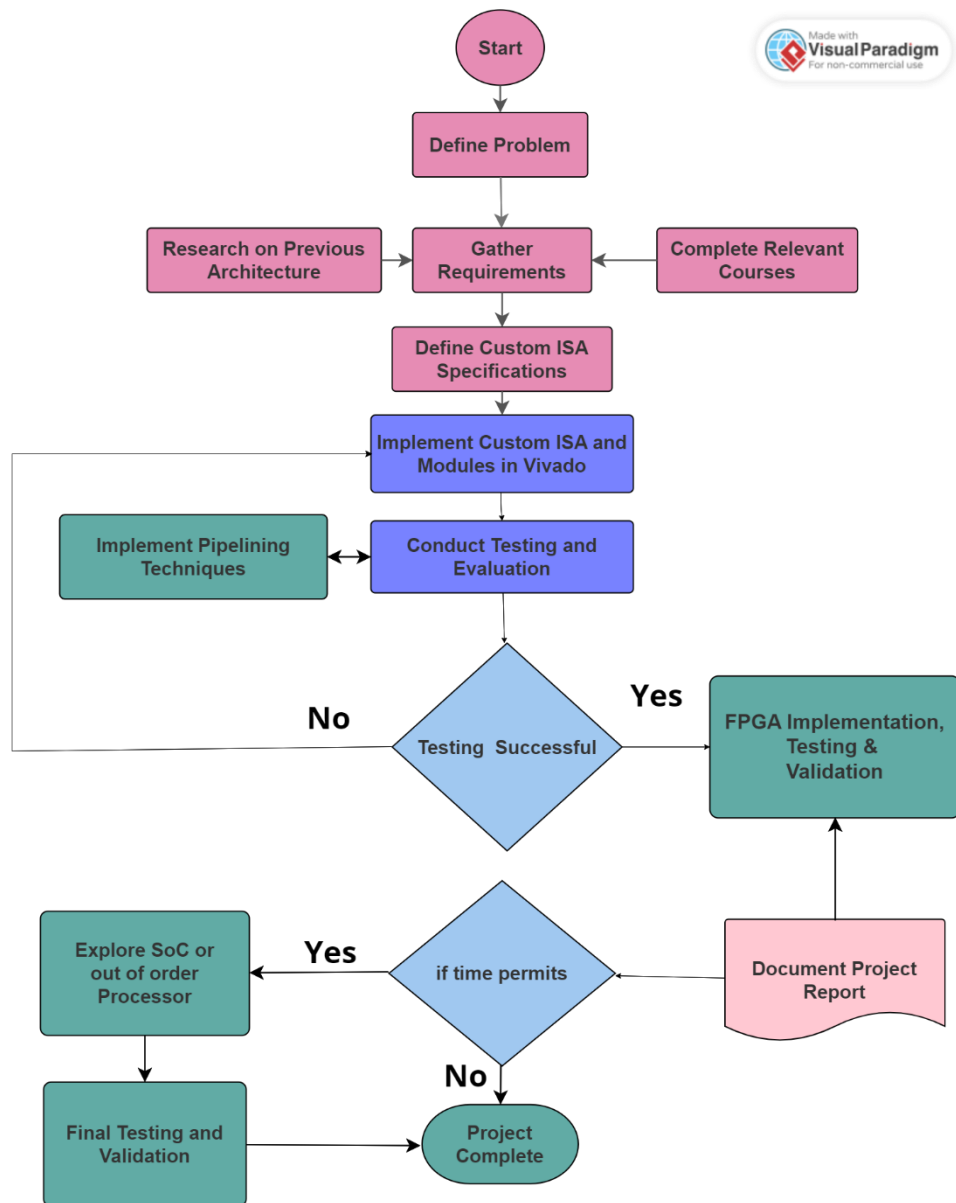 Start
Made with
Visual Paradigm
For non-commercial use
Define Problem
Research on Previous
Architecture
Gather
Requirements
Complete Relevant
Courses
Define Custom ISA
Specifications
Implement Custom ISA and
Modules in Vivado
Implement Pipelining
Techniques
Conduct Testing and
Evaluation
No
Testing Successful
Yes
FPGA Implementation,
Testing &
Validation
Explore SoC or
out of order
Processor
Yes
if time permits
Document Project
Report
No
Final Testing and
Validation
Project
Complete